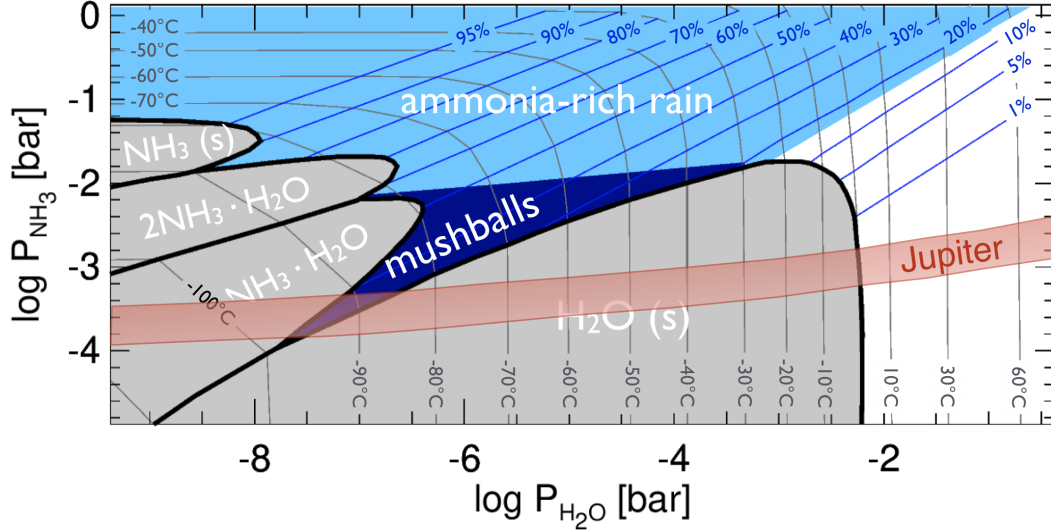 0
-1
-2
-3
-4
log P_NH₃ [bar]
-40°C
-50°C
-60°C
-70°C
95%
90%
80%
70%
60%
50%
40%
30%
20%
10%
5%
1%
ammonia-rich rain
NH₃ (s)
2NH₃ · H₂O
NH₃ · H₂O
mushballs
Jupiter
H₂O (s)
-100°C
-90°C
-80°C
-70°C
-60°C
-50°C
-40°C
-30°C
-20°C
-10°C
10°C
30°C
60°C
-8
-6
-4
-2
log P_H₂O [bar]